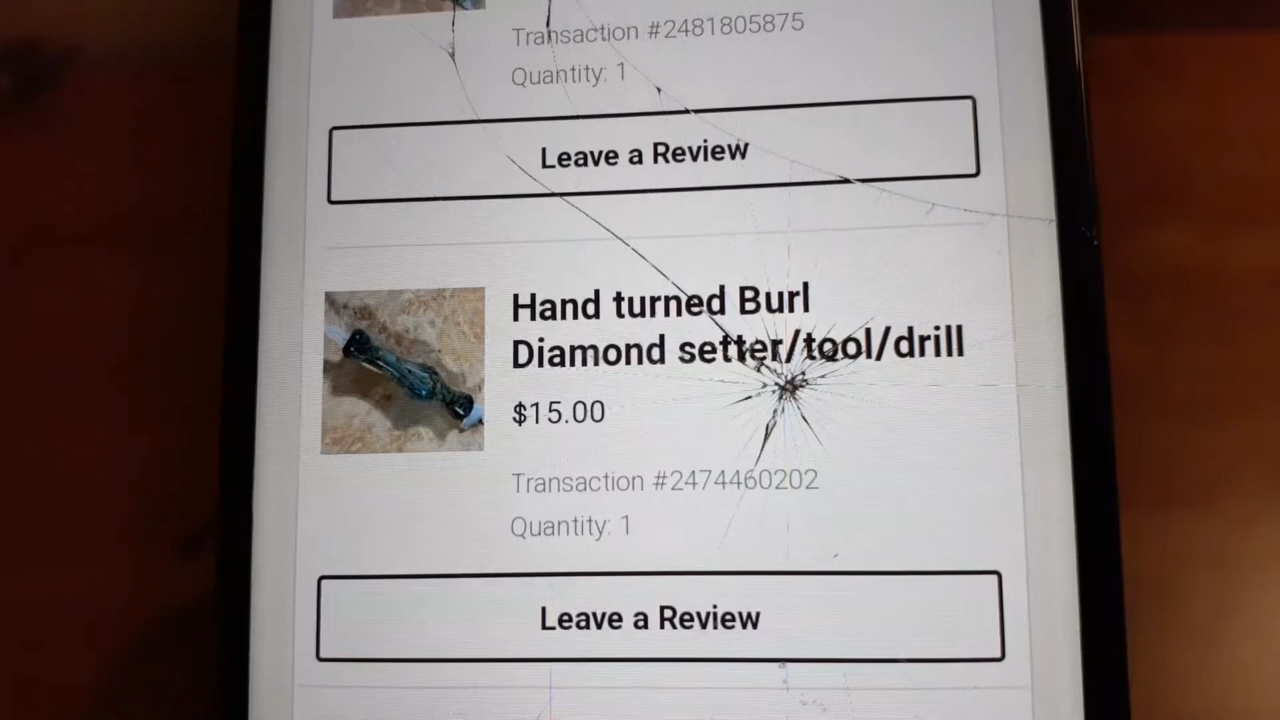 Transaction #2481805875
Quantity: 1
Leave a Review
Hand turned Burl
Diamond setter/tool/drill
$15.00
Transaction #2474460202
Quantity: 1
Leave a Review